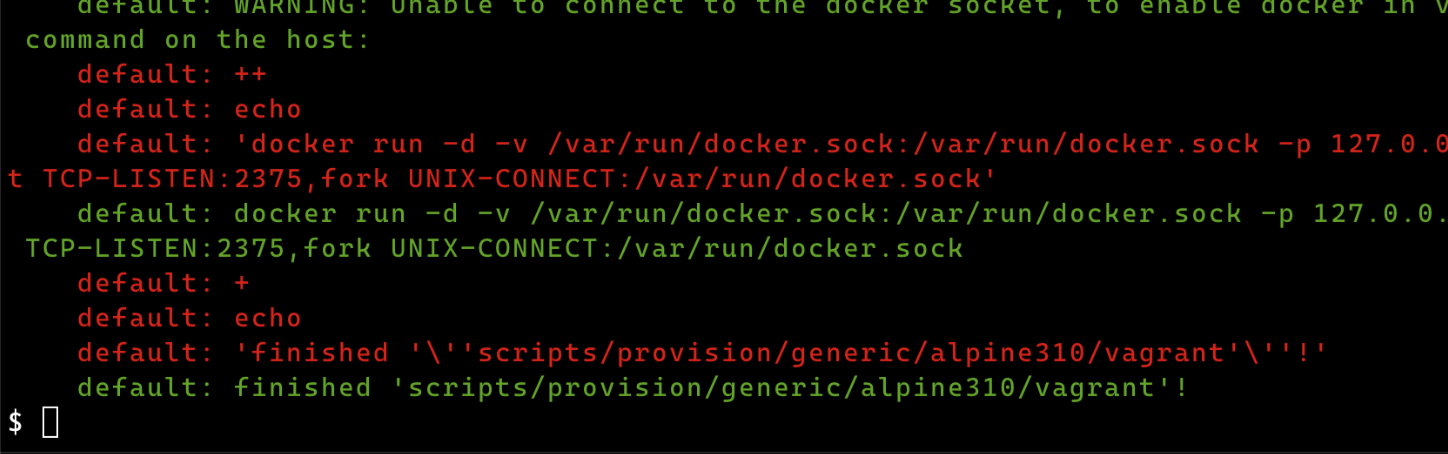 default: WARNING: Unable to connect to the docker socket, to enable docker in
command on the host:
default: ++
default: echo
default: 'docker run -d -v /var/run/docker.sock:/var/run/docker.sock -p 127.0.0
t TCP-LISTEN:2375,fork UNIX-CONNECT:/var/run/docker.sock'
default: docker run -d -v /var/run/docker.sock:/var/run/docker.sock -p 127.0.0.
TCP-LISTEN:2375,fork UNIX-CONNECT:/var/run/docker.sock
default: +
default: echo
default: 'finished '\''scripts/provision/generic/alpine310/vagrant'\''!'
default: finished 'scripts/provision/generic/alpine310/vagrant'!
$